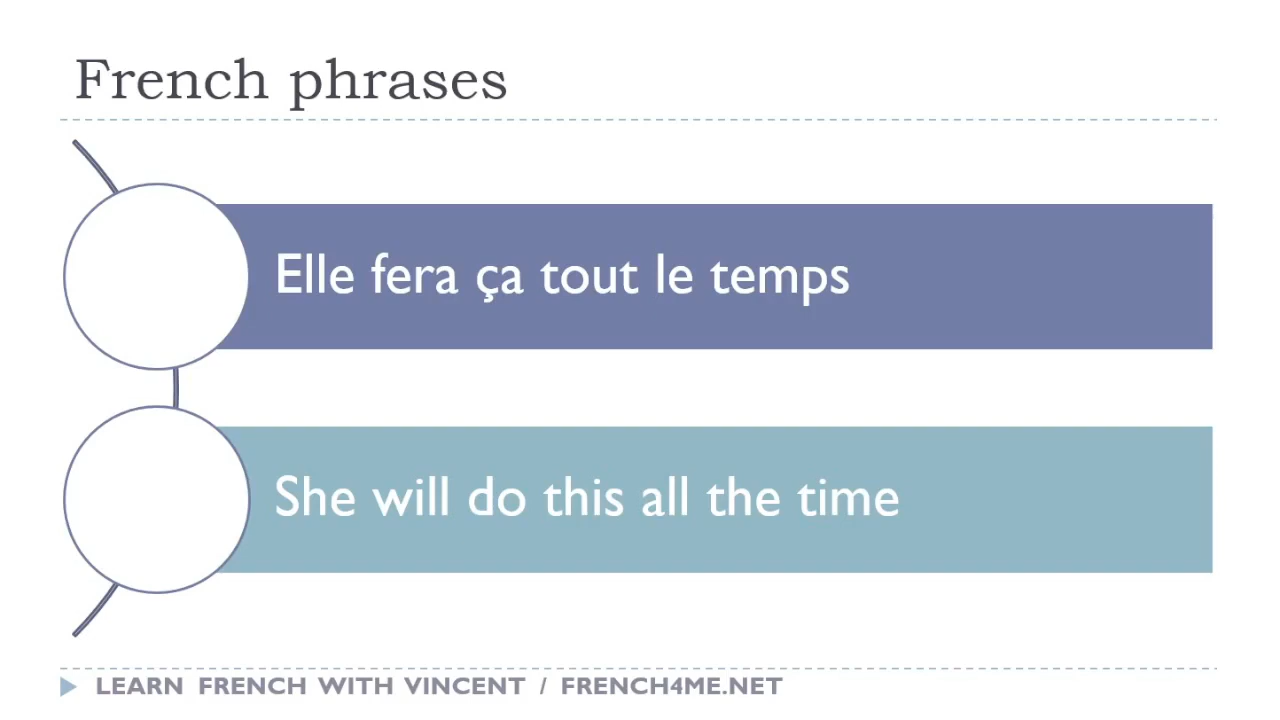 French phrases
Elle fera ça tout le temps
She will do this all the time
LEARN FRENCH WITH VINCENT / FRENCH4ME.NET